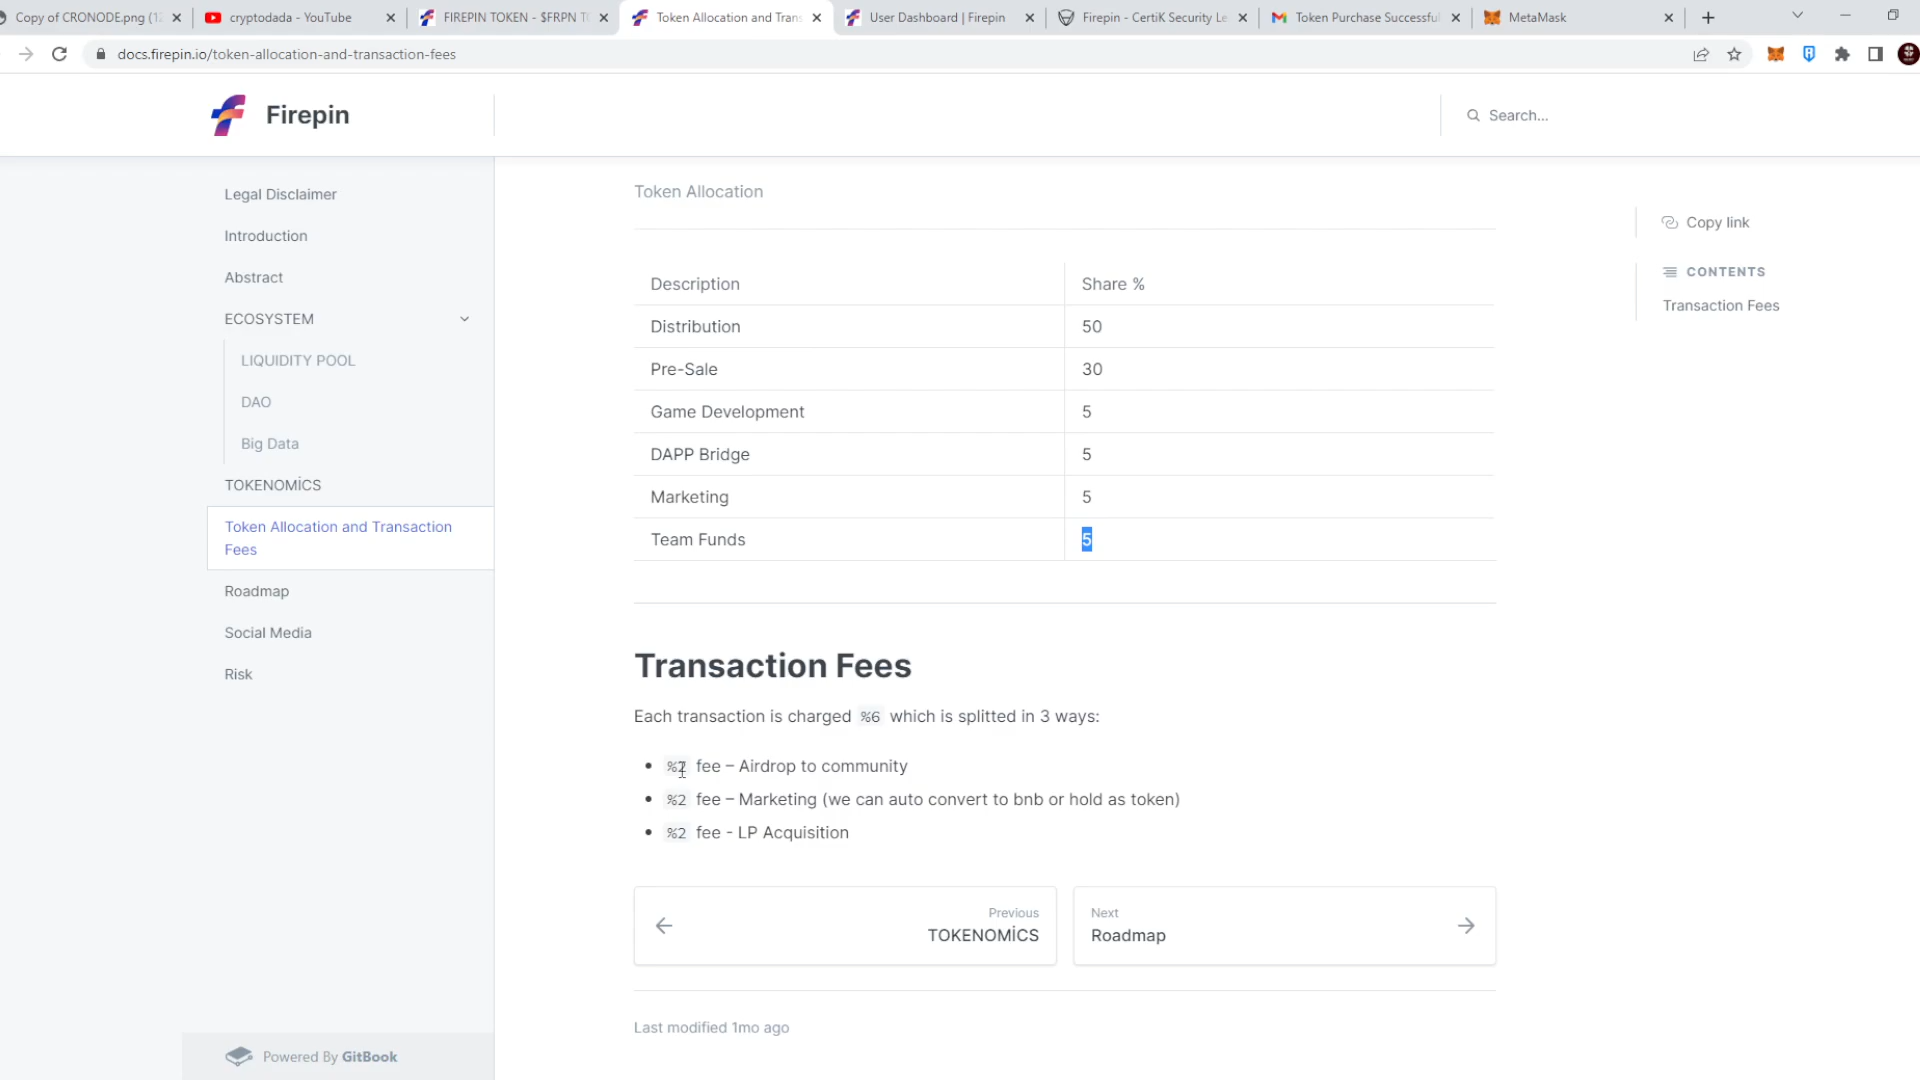 Copy of CRONODE.png (12
cryptodada - YouTube
FIREPIN TOKEN - $FRPN T
Token Allocation and Trans
User Dashboard | Firepin
Firepin - CertiK Security Le
Token Purchase Successful
MetaMask
docs.firepin.io/token-allocation-and-transaction-fees
Firepin
Search...
Legal Disclaimer
Introduction
Abstract
ECOSYSTEM
LIQUIDITY POOL
DAO
Big Data
TOKENOMİCS
Token Allocation and Transaction
Fees
Roadmap
Social Media
Risk
Powered By GitBook
Token Allocation
Description Share %
Distribution 50
Pre-Sale 30
Game Development 5
DAPP Bridge 5
Marketing 5
Team Funds 5
Transaction Fees
Each transaction is charged %6 which is splitted in 3 ways:
• %2 fee – Airdrop to community
• %2 fee – Marketing (we can auto convert to bnb or hold as token)
• %2 fee - LP Acquisition
Previous
TOKENOMİCS
Next
Roadmap
Last modified 1mo ago
Copy link
CONTENTS
Transaction Fees